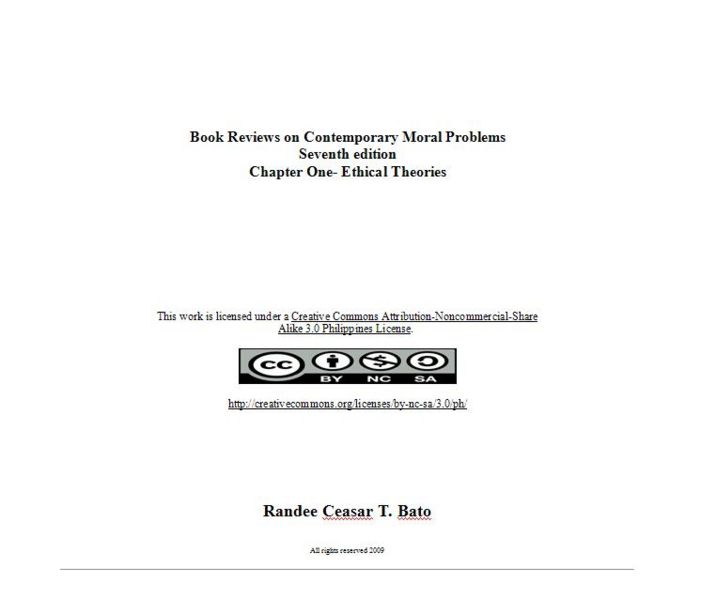 Book Reviews on Contemporary Moral Problems
Seventh edition
Chapter One- Ethical Theories
This work is licensed under a Creative Commons Attribution-Noncommercial-Share
Alike 3.0 Philippines License.
cc BY NC SA
http://creativecommons.org/licenses/by-nc-sa/3.0/ph/
Randee Ceasar T. Bato
All rights reserved 2009